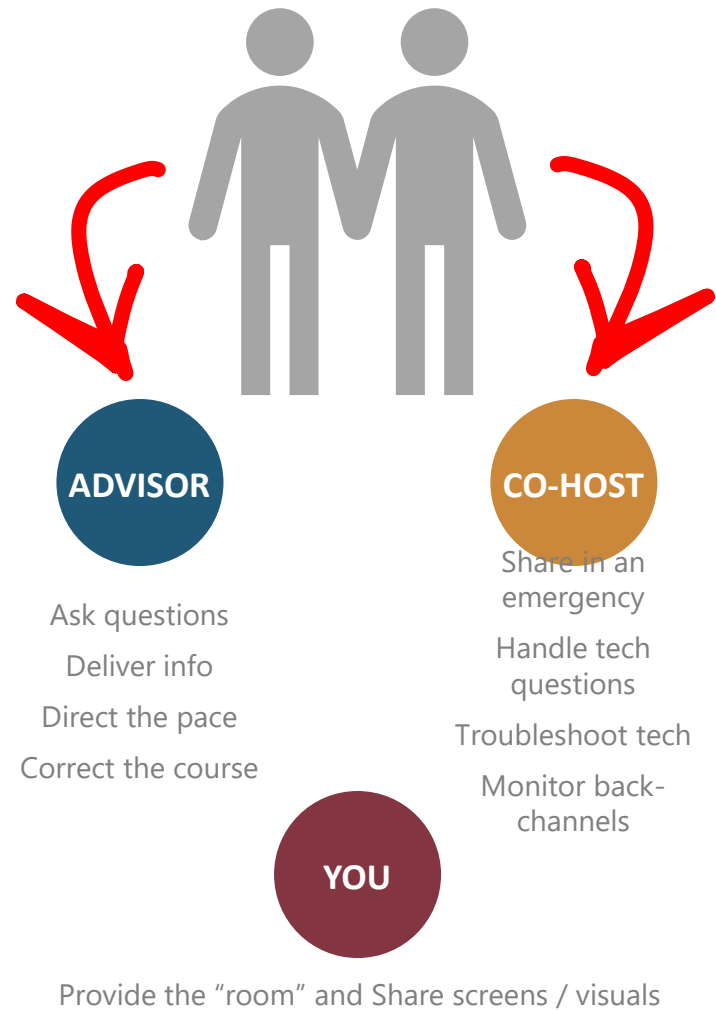 ADVISOR
Ask questions
Deliver info
Direct the pace
Correct the course
CO-HOST
Share in an
emergency
Handle tech
questions
Troubleshoot tech
Monitor back-
channels
YOU
Provide the “room” and Share screens / visuals